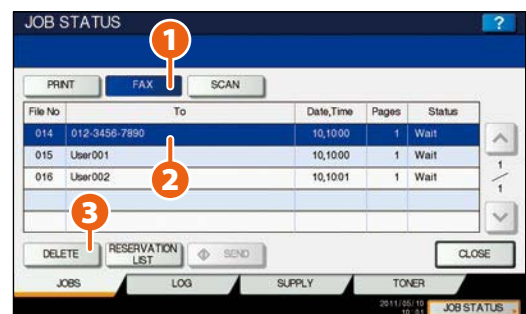 JOB STATUS
?
1
PRINT FAX SCAN
File No To Date,Time Pages Status
014 012-3456-7890 10,10:00 1 Wait
015 User001 10,10:00 1 Wait
2
016 User002 10,10:01 1 Wait
1
1
3
DELETE RESERVATION LIST SEND CLOSE
JOBS LOG SUPPLY TONER
2011/05/10
10:01 JOB STATUS